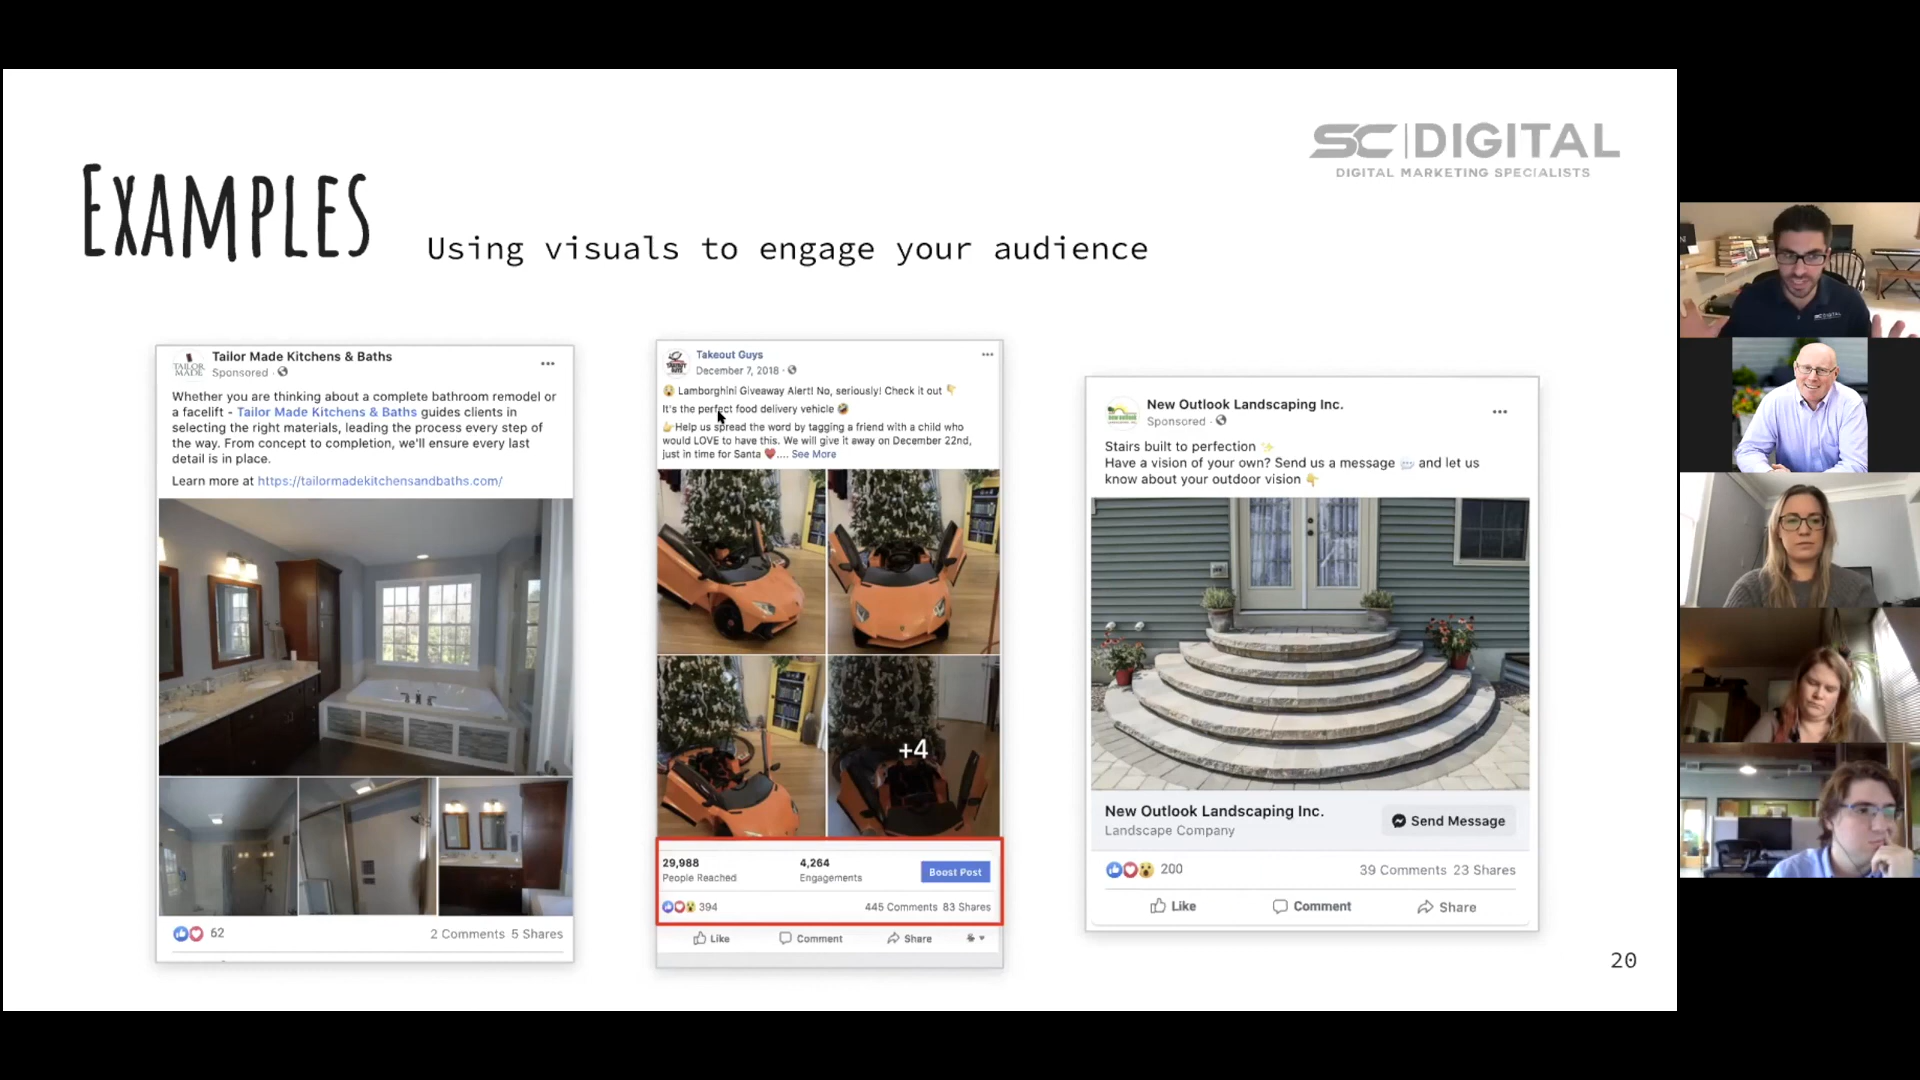 SC|DIGITAL
DIGITAL MARKETING SPECIALISTS
EXAMPLES
Using visuals to engage your audience
TAILOR
MADE
Tailor Made Kitchens & Baths
Sponsored ·
Whether you are thinking about a complete bathroom remodel or
a facelift - Tailor Made Kitchens & Baths guides clients in
selecting the right materials, leading the process every step of
the way. From concept to completion, we'll ensure every last
detail is in place.
Learn more at https://tailormadekitchensandbaths.com/
62
2 Comments 5 Shares
Takeout Guys
December 7, 2018 ·
😮 Lamborghini Giveaway Alert! No, seriously! Check it out 👇
It's the perfect food delivery vehicle 🤣
👉Help us spread the word by tagging a friend with a child who
would LOVE to have this. We will give it away on December 22nd,
just in time for Santa ❤️.... See More
+4
29,988
People Reached
4,264
Engagements
Boost Post
394
445 Comments 83 Shares
Like
Comment
Share
New Outlook Landscaping Inc.
Sponsored ·
Stairs built to perfection ✨
Have a vision of your own? Send us a message 💬 and let us
know about your outdoor vision 👇
New Outlook Landscaping Inc.
Landscape Company
Send Message
200
39 Comments 23 Shares
Like
Comment
Share
20